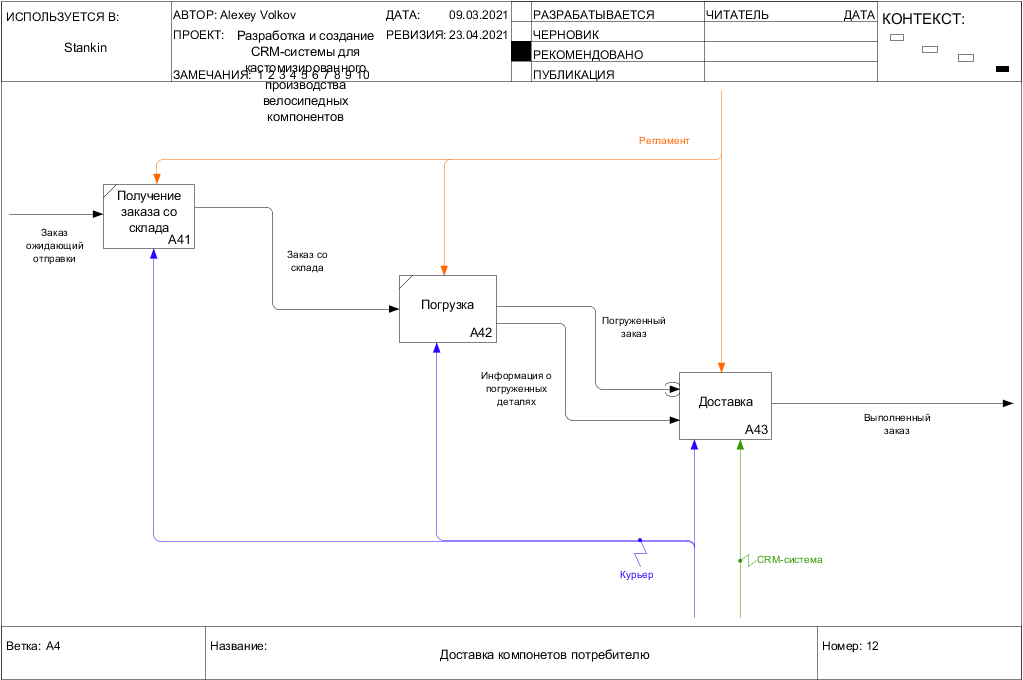 ИСПОЛЬЗУЕТСЯ В:
Stankin
АВТОР: Alexey Volkov
ДАТА: 09.03.2021
ПРОЕКТ: Разработка и создание
CRM-системы для
кастомизированного
производства
велосипедных
компонентов
РЕВИЗИЯ: 23.04.2021
ЗАМЕЧАНИЯ: 1 2 3 4 5 6 7 8 9 10
РАЗРАБАТЫВАЕТСЯ
ЧЕРНОВИК
РЕКОМЕНДОВАНО
ПУБЛИКАЦИЯ
ЧИТАТЕЛЬ
ДАТА
КОНТЕКСТ:
Регламент
Получение
заказа со
склада
A41
Заказ
ожидающий
отправки
Заказ со
склада
Погрузка
A42
Погруженный
заказ
Информация о
погруженных
деталях
Доставка
A43
Выполненный
заказ
Курьер
CRM-система
Ветка: A4
Название:
Доставка компонетов потребителю
Номер: 12